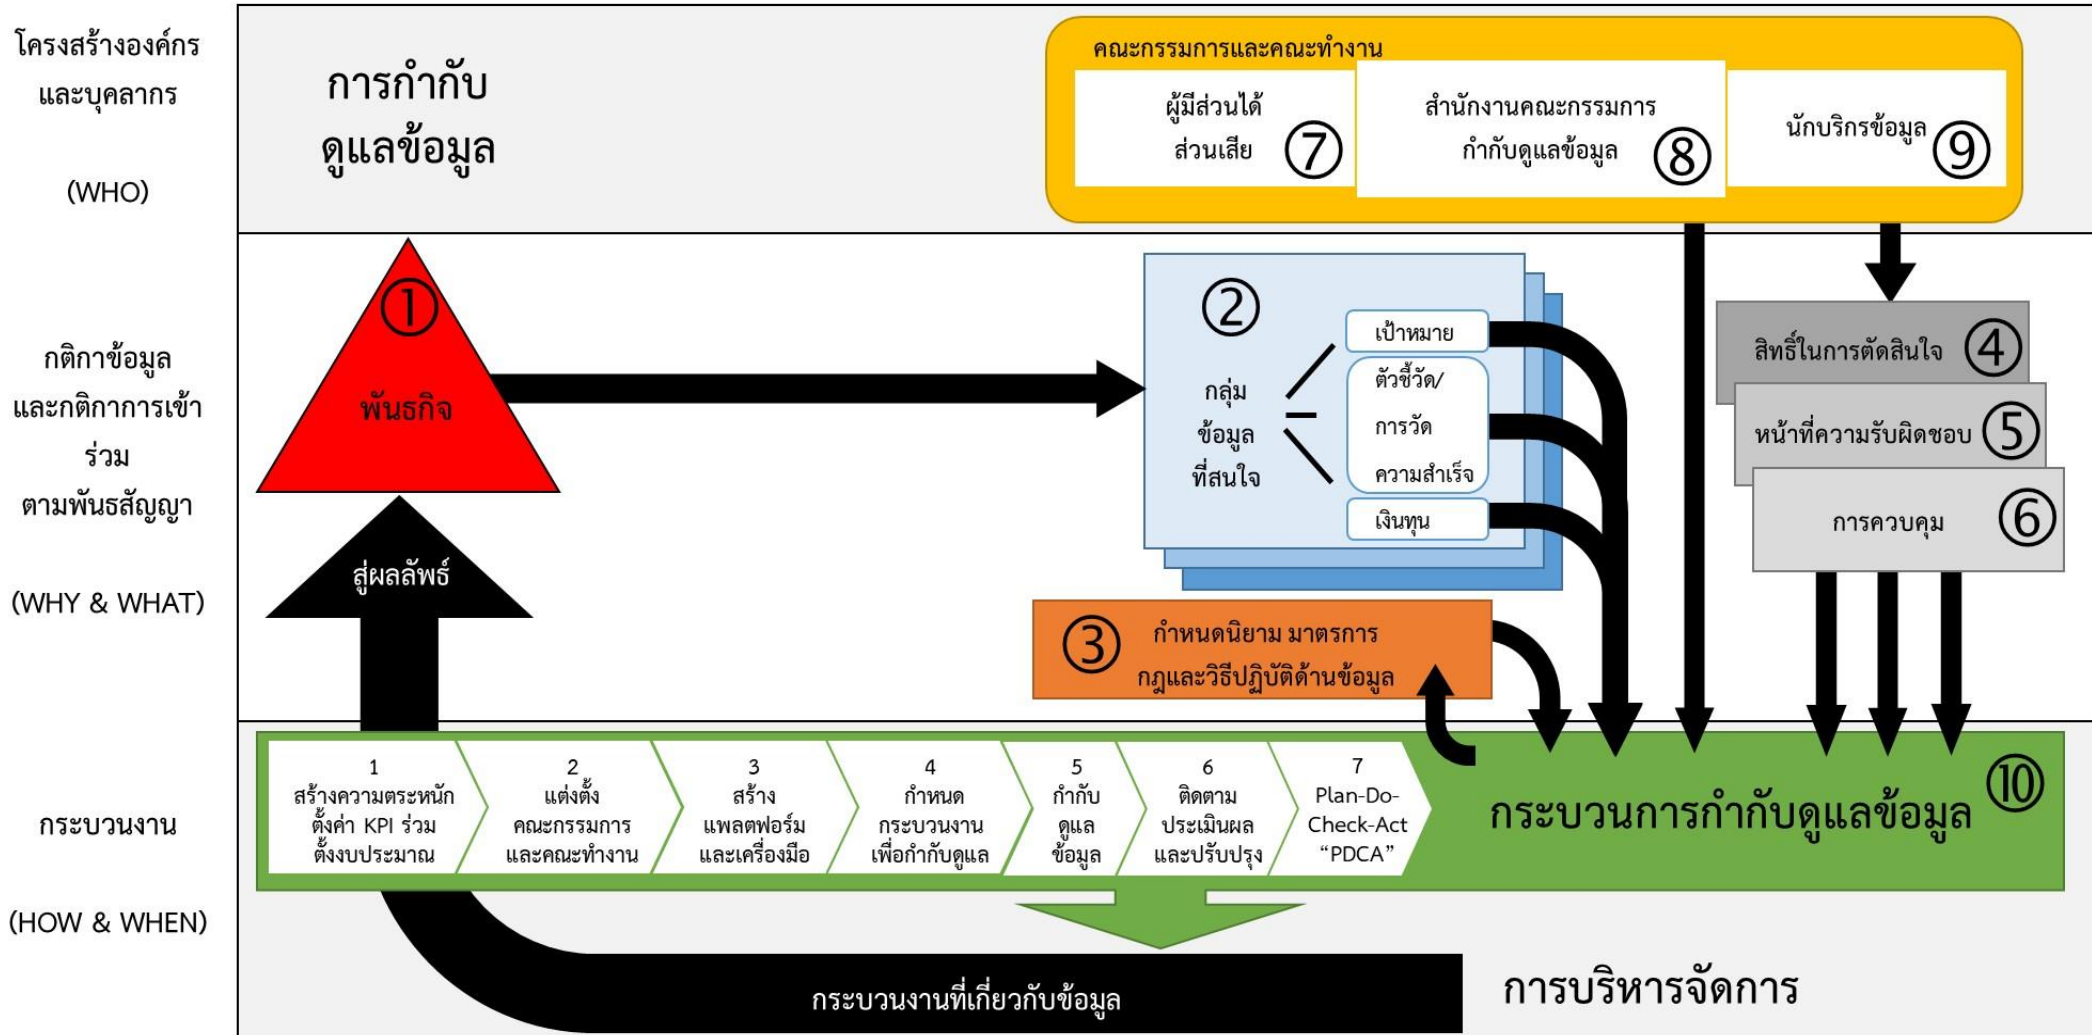 โครงสร้างองค์กร
และบุคลากร
(WHO)
การกำกับ
ดูแลข้อมูล
คณะกรรมการและคณะทำงาน
ผู้มีส่วนได้
ส่วนเสีย
⑦
สำนักงานคณะกรรมการ
กำกับดูแลข้อมูล
⑧
นักบริกรข้อมูล
⑨
กติกาข้อมูล
และกติกาการเข้า
ร่วม
ตามพันธสัญญา
(WHY & WHAT)
①
พันธกิจ
สู่ผลลัพธ์
②
กลุ่ม
ข้อมูล
ที่สนใจ
เป้าหมาย
ตัวชี้วัด/
การวัด
ความสำเร็จ
เงินทุน
③
กำหนดนิยาม มาตรการ
กฎและวิธีปฏิบัติด้านข้อมูล
สิทธิ์ในการตัดสินใจ ④
หน้าที่ความรับผิดชอบ ⑤
การควบคุม ⑥
กระบวนงาน
(HOW & WHEN)
1
สร้างความตระหนัก
ตั้งค่า KPI ร่วม
ตั้งงบประมาณ
2
แต่งตั้ง
คณะกรรมการ
และคณะทำงาน
3
สร้าง
แพลตฟอร์ม
และเครื่องมือ
4
กำหนด
กระบวนงาน
เพื่อกำกับดูแล
5
กำกับ
ดูแล
ข้อมูล
6
ติดตาม
ประเมินผล
และปรับปรุง
7
Plan-Do-
Check-Act
“PDCA”
กระบวนการกำกับดูแลข้อมูล ⑩
กระบวนงานที่เกี่ยวกับข้อมูล
การบริหารจัดการ